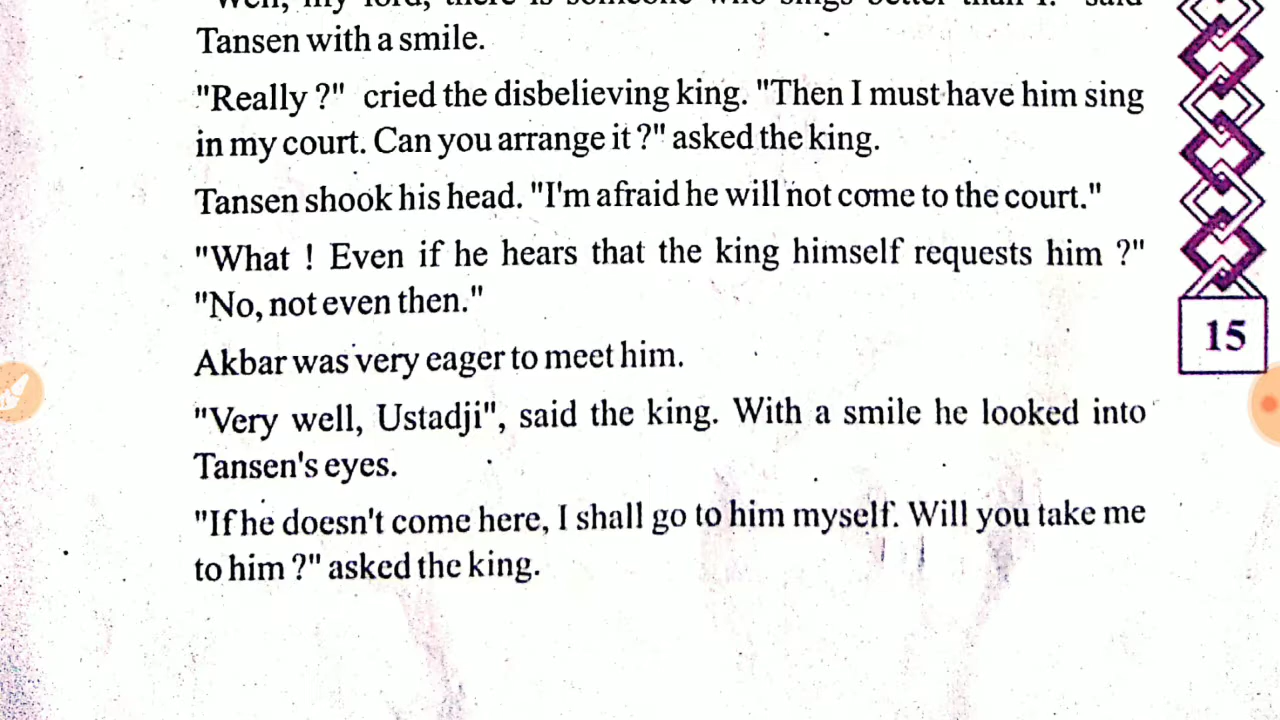 "Well, my lord, there is someone who sings better than I." said
Tansen with a smile.
"Really ?" cried the disbelieving king. "Then I must have him sing
in my court. Can you arrange it ?" asked the king.
Tansen shook his head. "I'm afraid he will not come to the court."
"What ! Even if he hears that the king himself requests him ?"
"No, not even then."
Akbar was very eager to meet him.
15
"Very well, Ustadji", said the king. With a smile he looked into
Tansen's eyes.
"If he doesn't come here, I shall go to him myself. Will you take me
to him ?" asked the king.